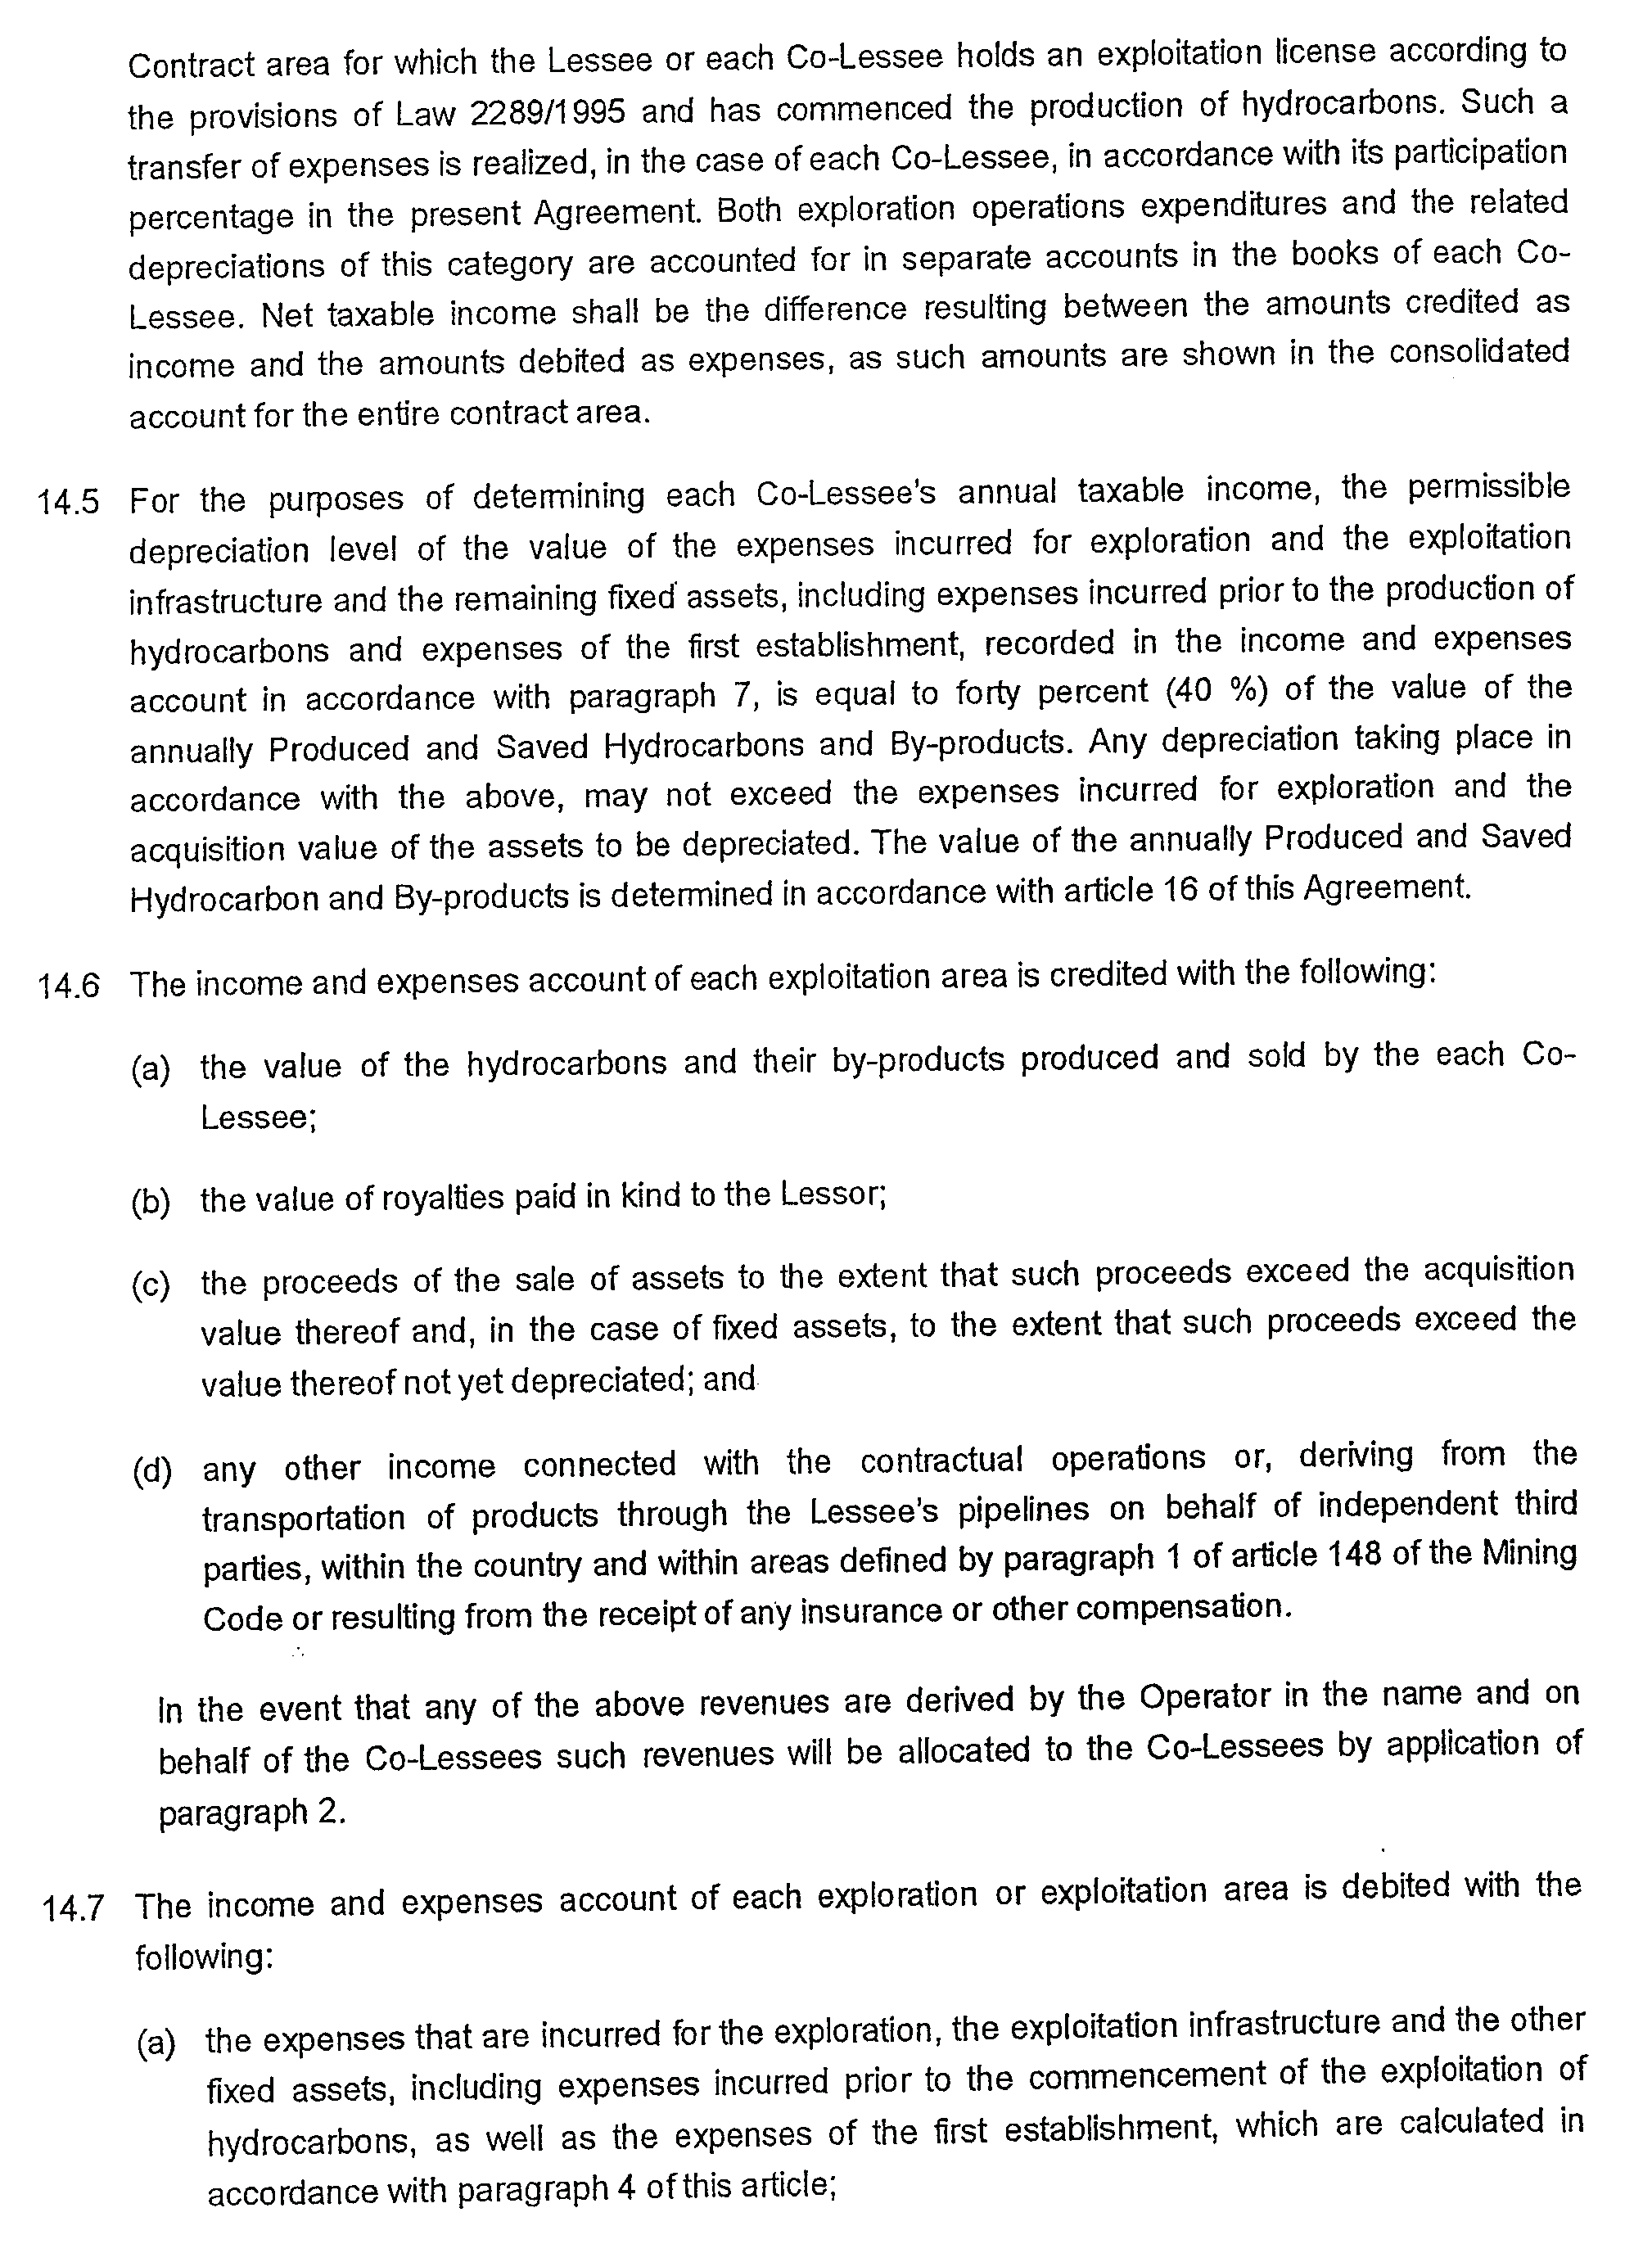 Contract area for which the Lessee or each Co-Lessee holds an exploitation license according to
the provisions of Law 2289/1995 and has commenced the production of hydrocarbons. Such a
transfer of expenses is realized, in the case of each Co-Lessee, in accordance with its participation
percentage in the present Agreement. Both exploration operations expenditures and the related
depreciations of this category are accounted for in separate accounts in the books of each Co-
Lessee. Net taxable income shall be the difference resulting between the amounts credited as
income and the amounts debited as expenses, as such amounts are shown in the consolidated
account for the entire contract area.
14.5 For the purposes of determining each Co-Lessee's annual taxable income, the permissible
depreciation level of the value of the expenses incurred for exploration and the exploitation
infrastructure and the remaining fixed assets, including expenses incurred prior to the production of
hydrocarbons and expenses of the first establishment, recorded in the income and expenses
account in accordance with paragraph 7, is equal to forty percent (40 %) of the value of the
annually Produced and Saved Hydrocarbons and By-products. Any depreciation taking place in
accordance with the above, may not exceed the expenses incurred for exploration and the
acquisition value of the assets to be depreciated. The value of the annually Produced and Saved
Hydrocarbon and By-products is determined in accordance with article 16 of this Agreement.
14.6 The income and expenses account of each exploitation area is credited with the following:
(a) the value of the hydrocarbons and their by-products produced and sold by the each Co-
Lessee;
(b) the value of royalties paid in kind to the Lessor;
(c) the proceeds of the sale of assets to the extent that such proceeds exceed the acquisition
value thereof and, in the case of fixed assets, to the extent that such proceeds exceed the
value thereof not yet depreciated; and
(d) any other income connected with the contractual operations or, deriving from the
transportation of products through the Lessee's pipelines on behalf of independent third
parties, within the country and within areas defined by paragraph 1 of article 148 of the Mining
Code or resulting from the receipt of any insurance or other compensation.
In the event that any of the above revenues are derived by the Operator in the name and on
behalf of the Co-Lessees such revenues will be allocated to the Co-Lessees by application of
paragraph 2.
14.7 The income and expenses account of each exploration or exploitation area is debited with the
following:
(a) the expenses that are incurred for the exploration, the exploitation infrastructure and the other
fixed assets, including expenses incurred prior to the commencement of the exploitation of
hydrocarbons, as well as the expenses of the first establishment, which are calculated in
accordance with paragraph 4 of this article;